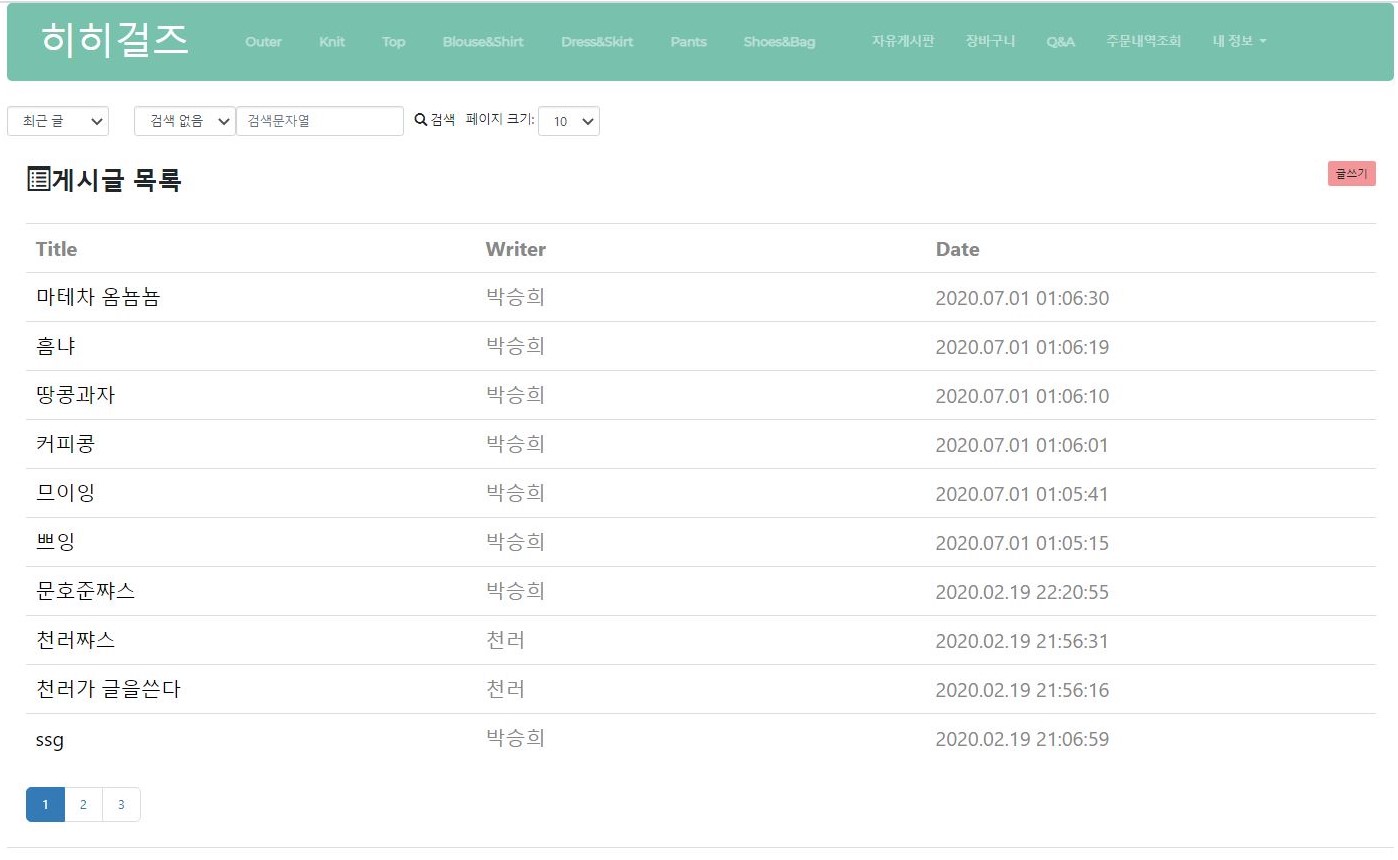 히히걸즈 Outer Knit Top Blouse&Shirt Dress&Skirt Pants Shoes&Bag 자유게시판 장바구니 Q&A 주문내역조회 내 정보
최근 글 검색 없음 검색문자열 검색 페이지 크기: 10
게시글 목록 글쓰기
Title Writer Date
마테차 옴뇸뇸 박승희 2020.07.01 01:06:30
흠냐 박승희 2020.07.01 01:06:19
땅콩과자 박승희 2020.07.01 01:06:10
커피콩 박승희 2020.07.01 01:06:01
므이잉 박승희 2020.07.01 01:05:41
쁘잉 박승희 2020.07.01 01:05:15
문호준쨔스 박승희 2020.02.19 22:20:55
천러쨔스 천러 2020.02.19 21:56:31
천러가 글을쓴다 천러 2020.02.19 21:56:16
ssg 박승희 2020.02.19 21:06:59
1 2 3